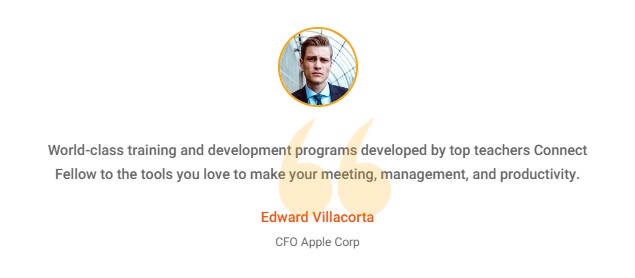 World-class training and development programs developed by top teachers Connect
Fellow to the tools you love to make your meeting, management, and productivity.
Edward Villacorta
CFO Apple Corp